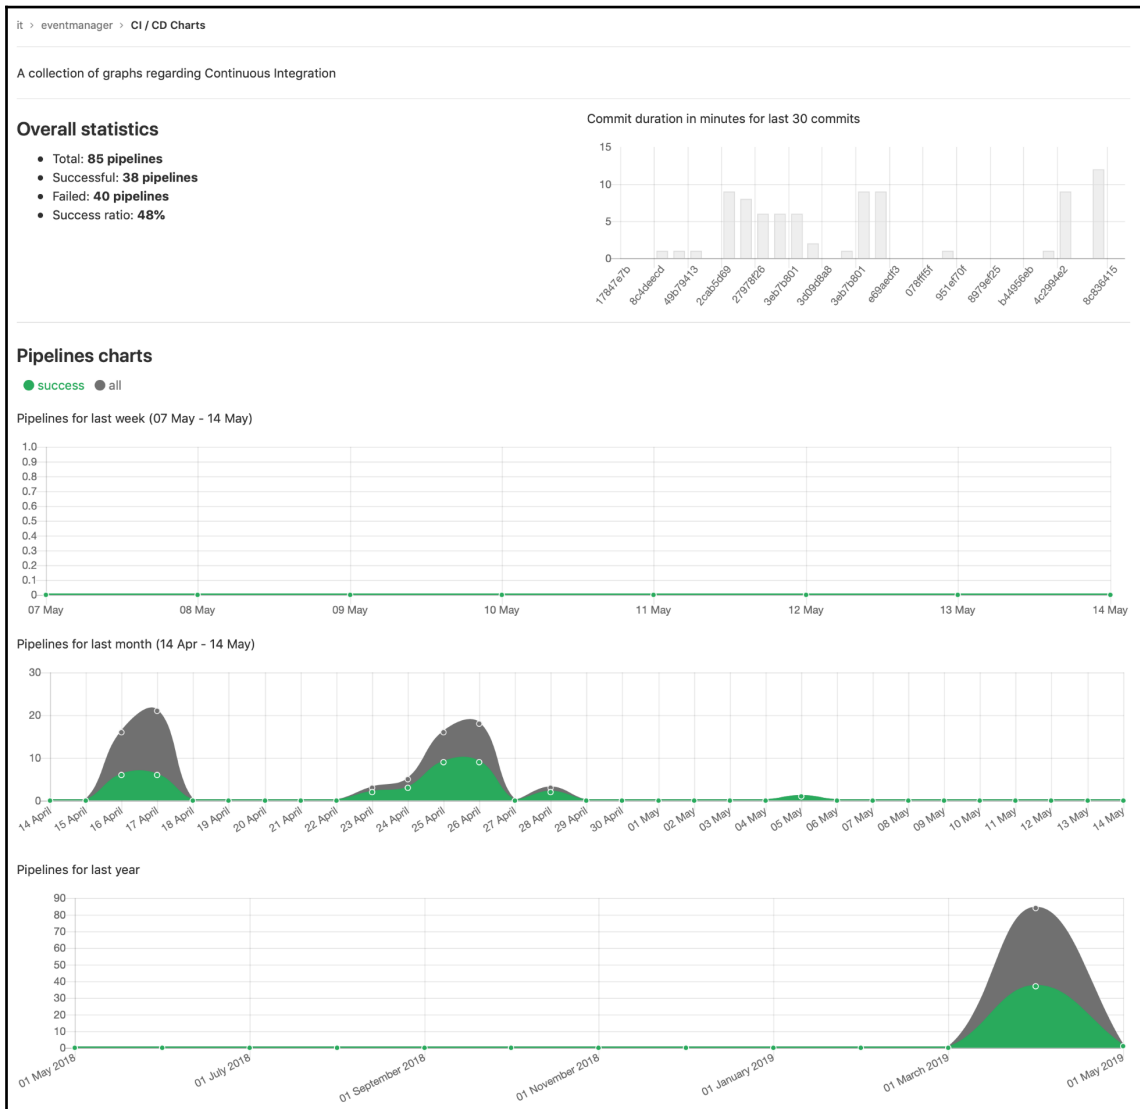 it > eventmanager > CI / CD Charts
A collection of graphs regarding Continuous Integration
Overall statistics
• Total: 85 pipelines
• Successful: 38 pipelines
• Failed: 40 pipelines
• Success ratio: 48%
Commit duration in minutes for last 30 commits
15
10
5
0
17847e7b 8c4deecd 49b79413 2cab5d69 27978f26 3eb7b801 3d09d8a8 3eb7b801 e69aedf3 078fff5f 951ef70f 8979ef25 b44956eb 4c2994e2 8c836415
Pipelines charts
success all
Pipelines for last week (07 May - 14 May)
1.0
0.9
0.8
0.7
0.6
0.5
0.4
0.3
0.2
0.1
0
07 May 08 May 09 May 10 May 11 May 12 May 13 May 14 May
Pipelines for last month (14 Apr - 14 May)
30
20
10
0
14 April 15 April 16 April 17 April 18 April 19 April 20 April 21 April 22 April 23 April 24 April 25 April 26 April 27 April 28 April 29 April 30 April 01 May 02 May 03 May 04 May 05 May 06 May 07 May 08 May 09 May 10 May 11 May 12 May 13 May 14 May
Pipelines for last year
90
80
70
60
50
40
30
20
10
0
01 May 2018 01 July 2018 01 September 2018 01 November 2018 01 January 2019 01 March 2019 01 May 2019